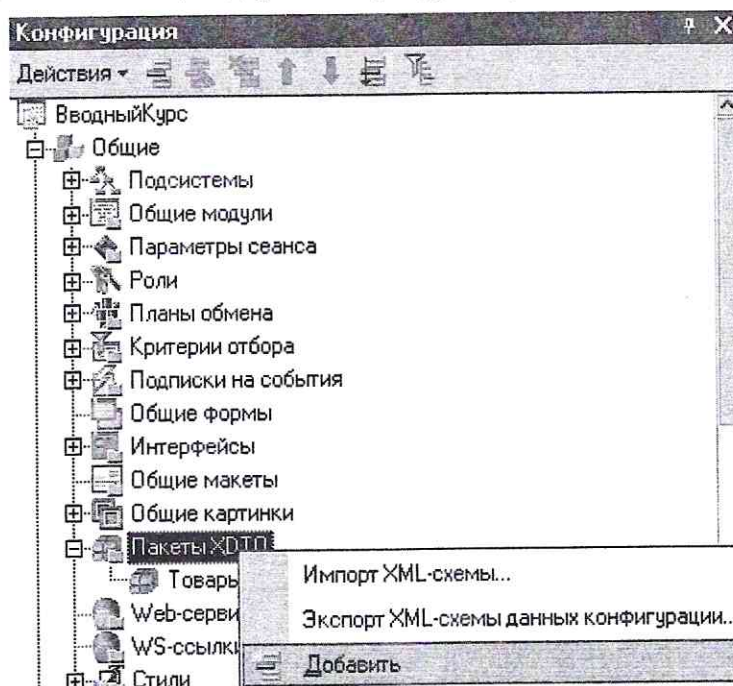 Конфигурация
Действия
ВводныйКурс
Общие
Подсистемы
Общие модули
Параметры сеанса
Роли
Планы обмена
Критерии отбора
Подписки на события
Общие формы
Интерфейсы
Общие макеты
Общие картинки
Пакеты XDTO
Товары
Импорт XML-схемы...
Web-серви
Экспорт XML-схемы данных конфигурации..
WS-ссылки
Добавить
Стили